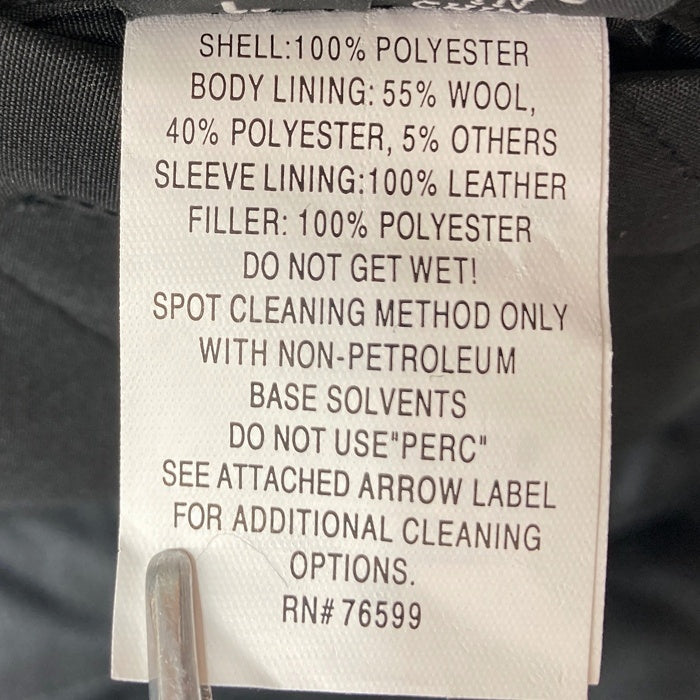 SHELL:100% POLYESTER
BODY LINING: 55% WOOL,
40% POLYESTER, 5% OTHERS
SLEEVE LINING:100% LEATHER
FILLER: 100% POLYESTER
DO NOT GET WET!
SPOT CLEANING METHOD ONLY
WITH NON-PETROLEUM
BASE SOLVENTS
DO NOT USE"PERC"
SEE ATTACHED ARROW LABEL
FOR ADDITIONAL CLEANING
OPTIONS.
RN# 76599